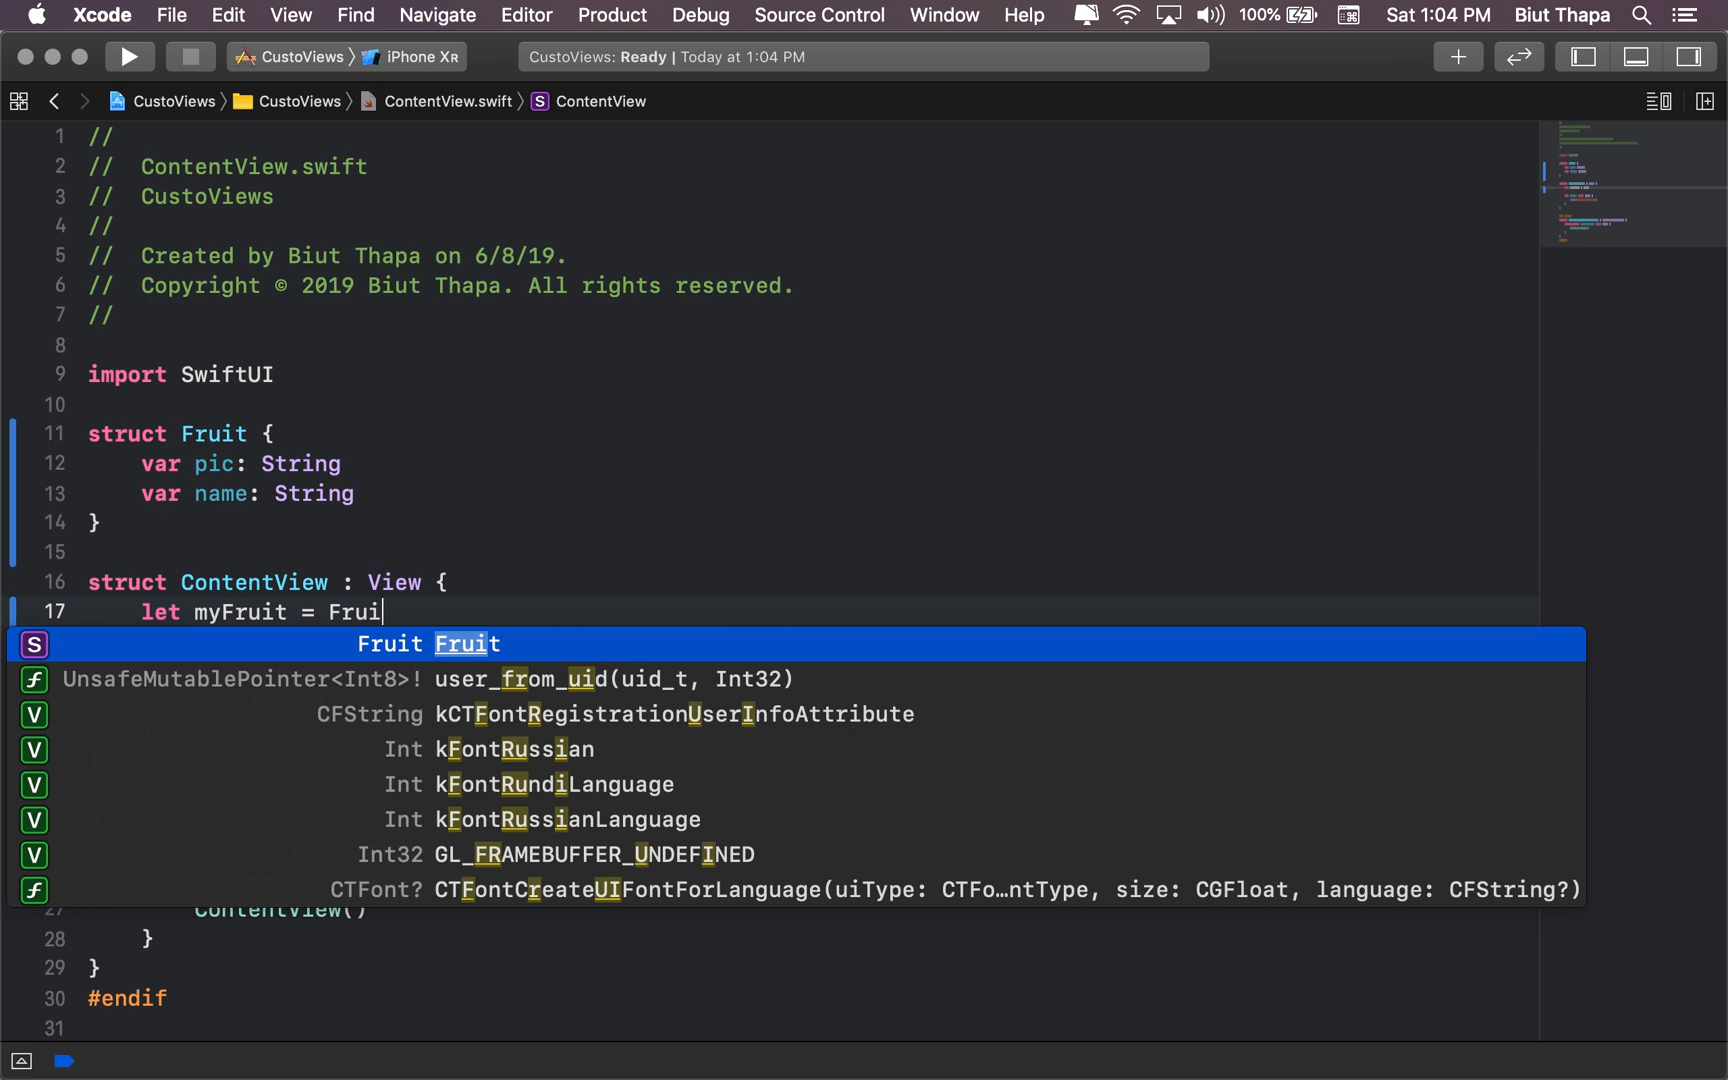 Xcode File Edit View Find Navigate Editor Product Debug Source Control Window Help 100% Sat 1:04 PM Biut Thapa
CustoViews 〉 iPhone XR CustoViews: Ready | Today at 1:04 PM
CustoViews 〉 CustoViews 〉 ContentView.swift 〉 S ContentView
1 //
2 //  ContentView.swift
3 //  CustoViews
4 //
5 //  Created by Biut Thapa on 6/8/19.
6 //  Copyright © 2019 Biut Thapa. All rights reserved.
7 //
8
9 import SwiftUI
10
11 struct Fruit {
12     var pic: String
13     var name: String
14 }
15
16 struct ContentView : View {
17     let myFruit = Frui
S Fruit Fruit
f UnsafeMutablePointer<Int8>! user_from_uid(uid_t, Int32)
V CFString kCTFontRegistrationUserInfoAttribute
V Int kFontRussian
V Int kFontRundiLanguage
V Int kFontRussianLanguage
V Int32 GL_FRAMEBUFFER_UNDEFINED
f CTFont? CTFontCreateUIFontForLanguage(uiType: CTFo…ntType, size: CGFloat, language: CFString?)
27         ContentView()
28     }
29 }
30 #endif
31